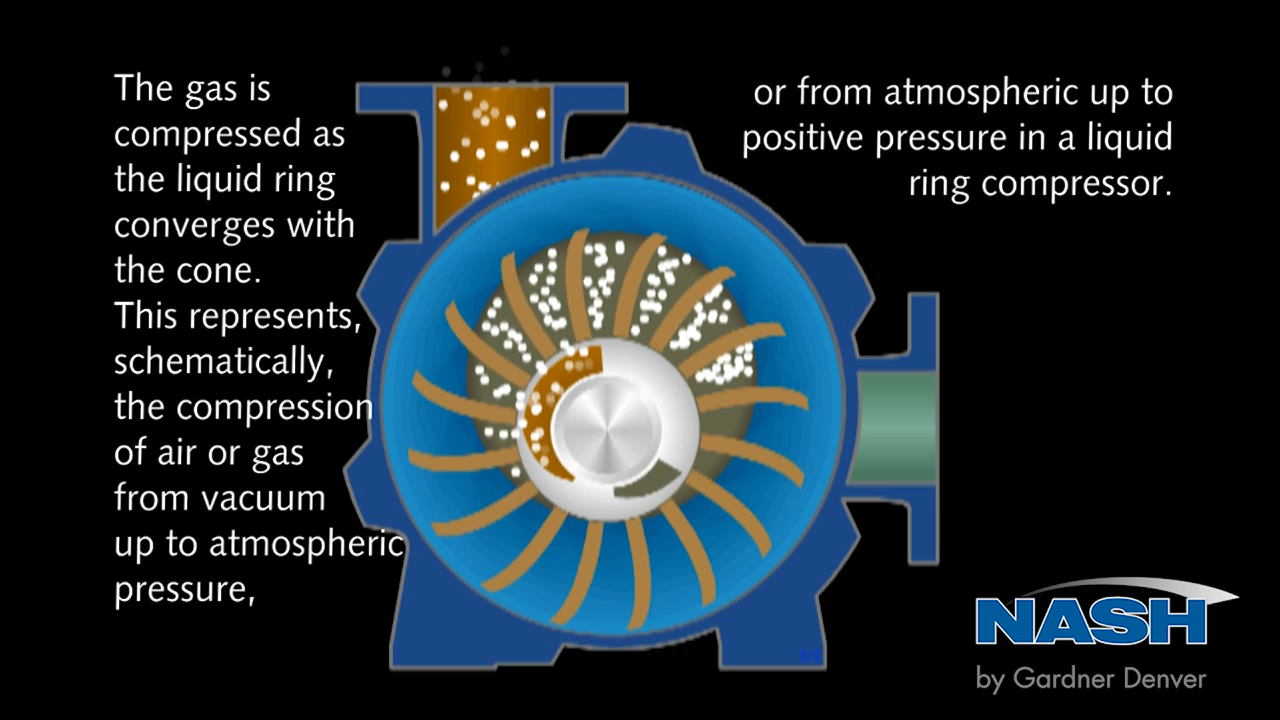 The gas is
compressed as
the liquid ring
converges with
the cone.
This represents,
schematically,
the compression
of air or gas
from vacuum
up to atmospheric
pressure,
or from atmospheric up to
positive pressure in a liquid
ring compressor.
NASH
by Gardner Denver